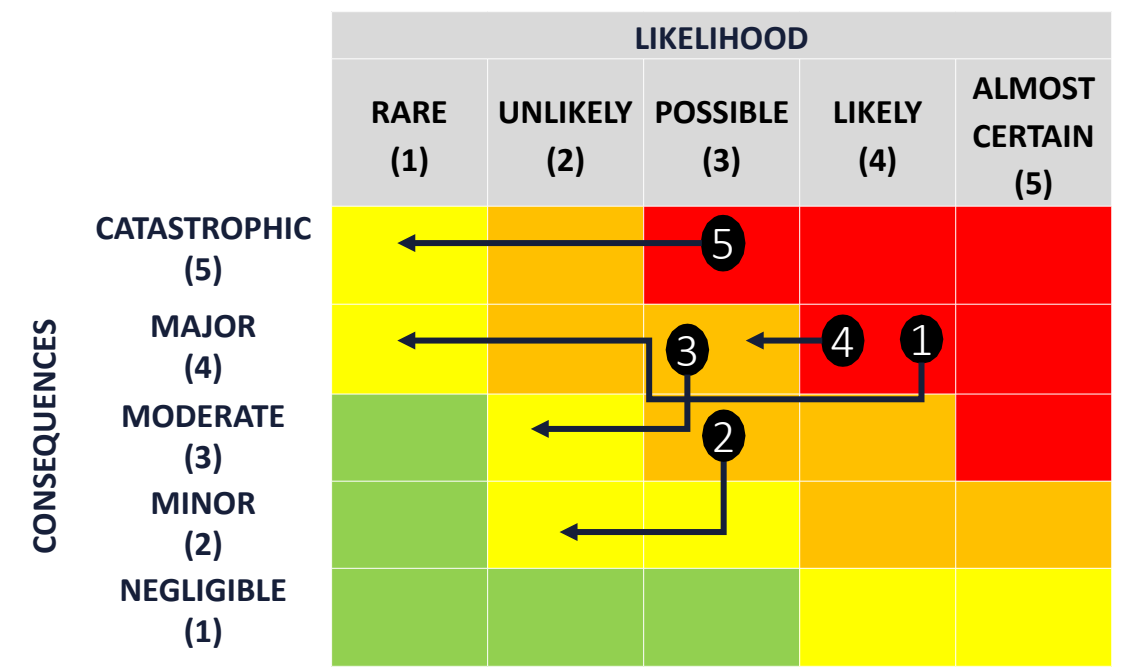 LIKELIHOOD
RARE
(1)
UNLIKELY
(2)
POSSIBLE
(3)
LIKELY
(4)
ALMOST
CERTAIN
(5)
CONSEQUENCES
CATASTROPHIC
(5)
5
MAJOR
(4)
3
4
1
MODERATE
(3)
2
MINOR
(2)
NEGLIGIBLE
(1)